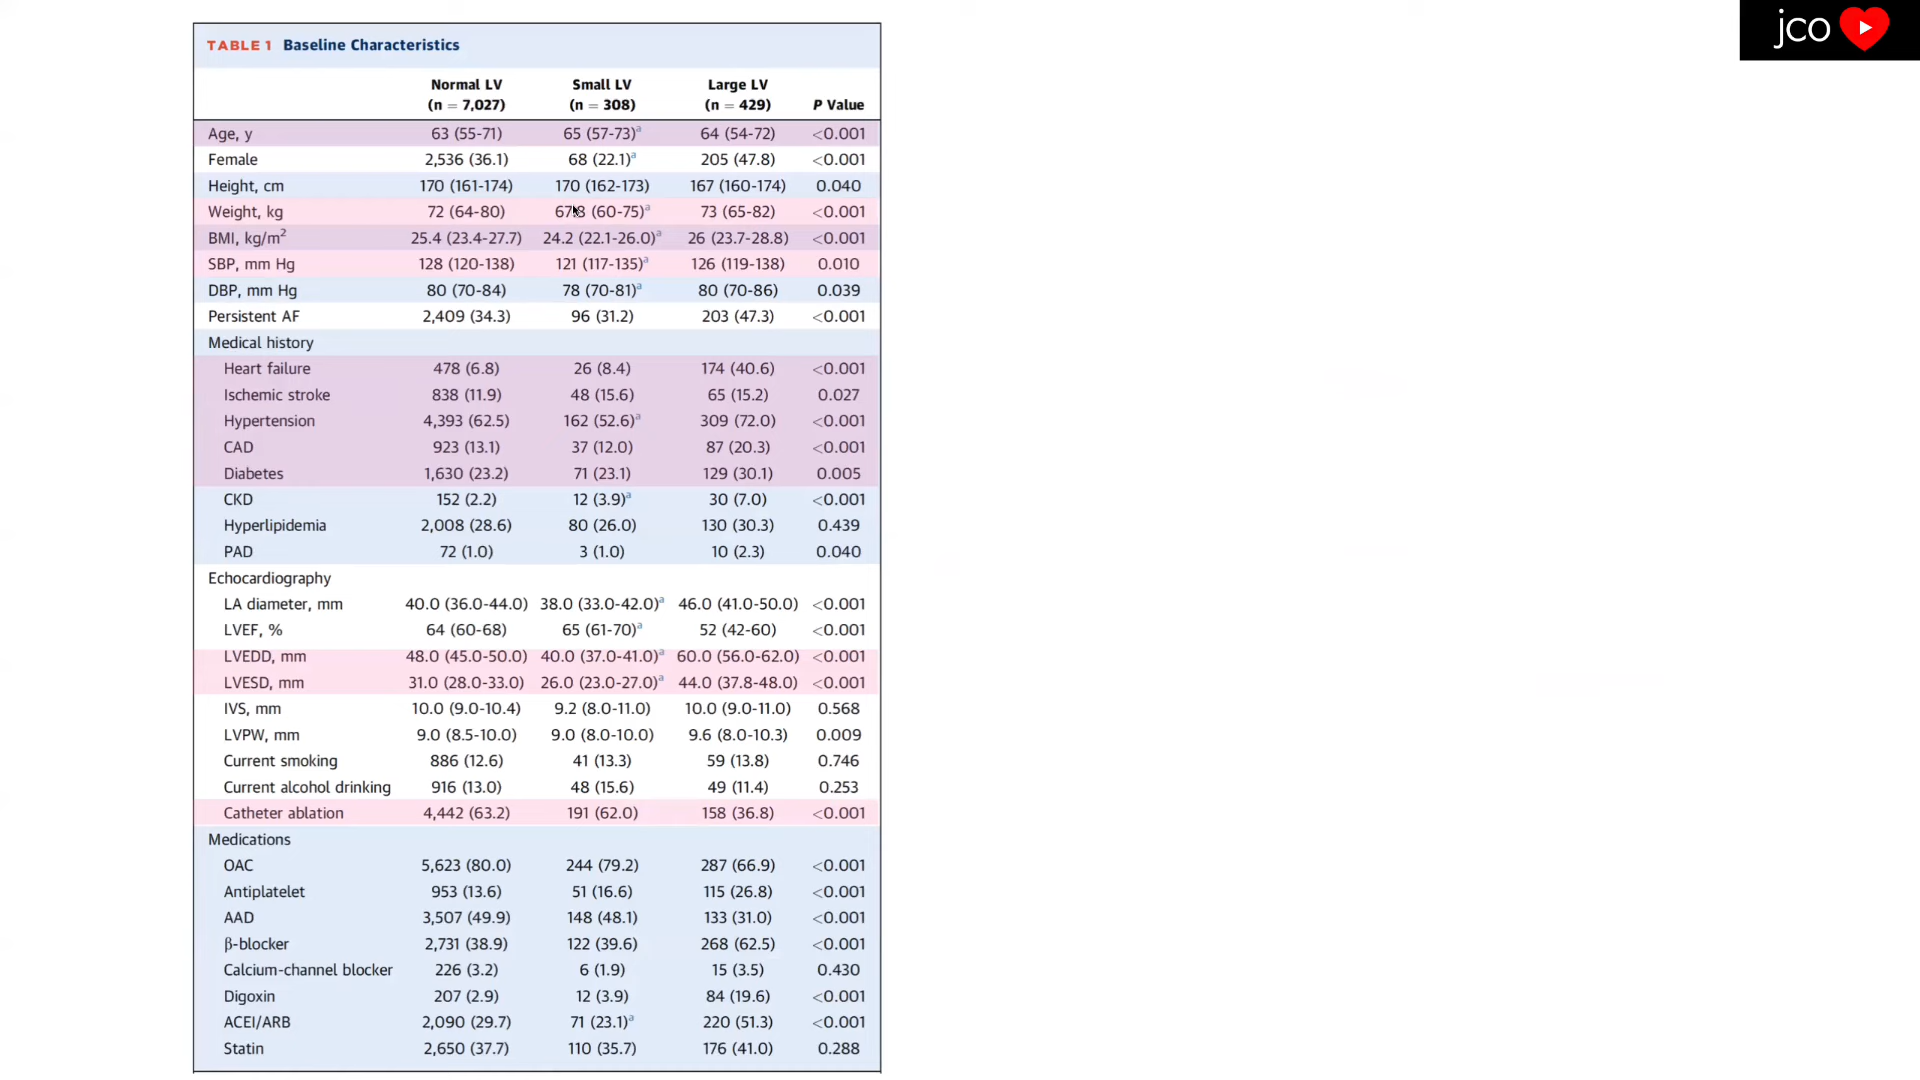 jco
TABLE 1 Baseline Characteristics
Normal LV (n = 7,027) Small LV (n = 308) Large LV (n = 429) P Value
Age, y 63 (55-71) 65 (57-73)a 64 (54-72) <0.001
Female 2,536 (36.1) 68 (22.1)a 205 (47.8) <0.001
Height, cm 170 (161-174) 170 (162-173) 167 (160-174) 0.040
Weight, kg 72 (64-80) (60-75)a 73 (65-82) <0.001
BMI, kg/m2 25.4 (23.4-27.7) 24.2 (22.1-26.0)a 26 (23.7-28.8) <0.001
SBP, mm Hg 128 (120-138) 121 (117-135)a 126 (119-138) 0.010
DBP, mm Hg 80 (70-84) 78 (70-81)a 80 (70-86) 0.039
Persistent AF 2,409 (34.3) 96 (31.2) 203 (47.3) <0.001
Medical history
Heart failure 478 (6.8) 26 (8.4) 174 (40.6) <0.001
Ischemic stroke 838 (11.9) 48 (15.6) 65 (15.2) 0.027
Hypertension 4,393 (62.5) 162 (52.6)a 309 (72.0) <0.001
CAD 923 (13.1) 37 (12.0) 87 (20.3) <0.001
Diabetes 1,630 (23.2) 71 (23.1) 129 (30.1) 0.005
CKD 152 (2.2) 12 (3.9)a 30 (7.0) <0.001
Hyperlipidemia 2,008 (28.6) 80 (26.0) 130 (30.3) 0.439
PAD 72 (1.0) 3 (1.0) 10 (2.3) 0.040
Echocardiography
LA diameter, mm 40.0 (36.0-44.0) 38.0 (33.0-42.0)a 46.0 (41.0-50.0) <0.001
LVEF, % 64 (60-68) 65 (61-70)a 52 (42-60) <0.001
LVEDD, mm 48.0 (45.0-50.0) 40.0 (37.0-41.0)a 60.0 (56.0-62.0) <0.001
LVESD, mm 31.0 (28.0-33.0) 26.0 (23.0-27.0)a 44.0 (37.8-48.0) <0.001
IVS, mm 10.0 (9.0-10.4) 9.2 (8.0-11.0) 10.0 (9.0-11.0) 0.568
LVPW, mm 9.0 (8.5-10.0) 9.0 (8.0-10.0) 9.6 (8.0-10.3) 0.009
Current smoking 886 (12.6) 41 (13.3) 59 (13.8) 0.746
Current alcohol drinking 916 (13.0) 48 (15.6) 49 (11.4) 0.253
Catheter ablation 4,442 (63.2) 191 (62.0) 158 (36.8) <0.001
Medications
OAC 5,623 (80.0) 244 (79.2) 287 (66.9) <0.001
Antiplatelet 953 (13.6) 51 (16.6) 115 (26.8) <0.001
AAD 3,507 (49.9) 148 (48.1) 133 (31.0) <0.001
β-blocker 2,731 (38.9) 122 (39.6) 268 (62.5) <0.001
Calcium-channel blocker 226 (3.2) 6 (1.9) 15 (3.5) 0.430
Digoxin 207 (2.9) 12 (3.9) 84 (19.6) <0.001
ACEI/ARB 2,090 (29.7) 71 (23.1)a 220 (51.3) <0.001
Statin 2,650 (37.7) 110 (35.7) 176 (41.0) 0.288